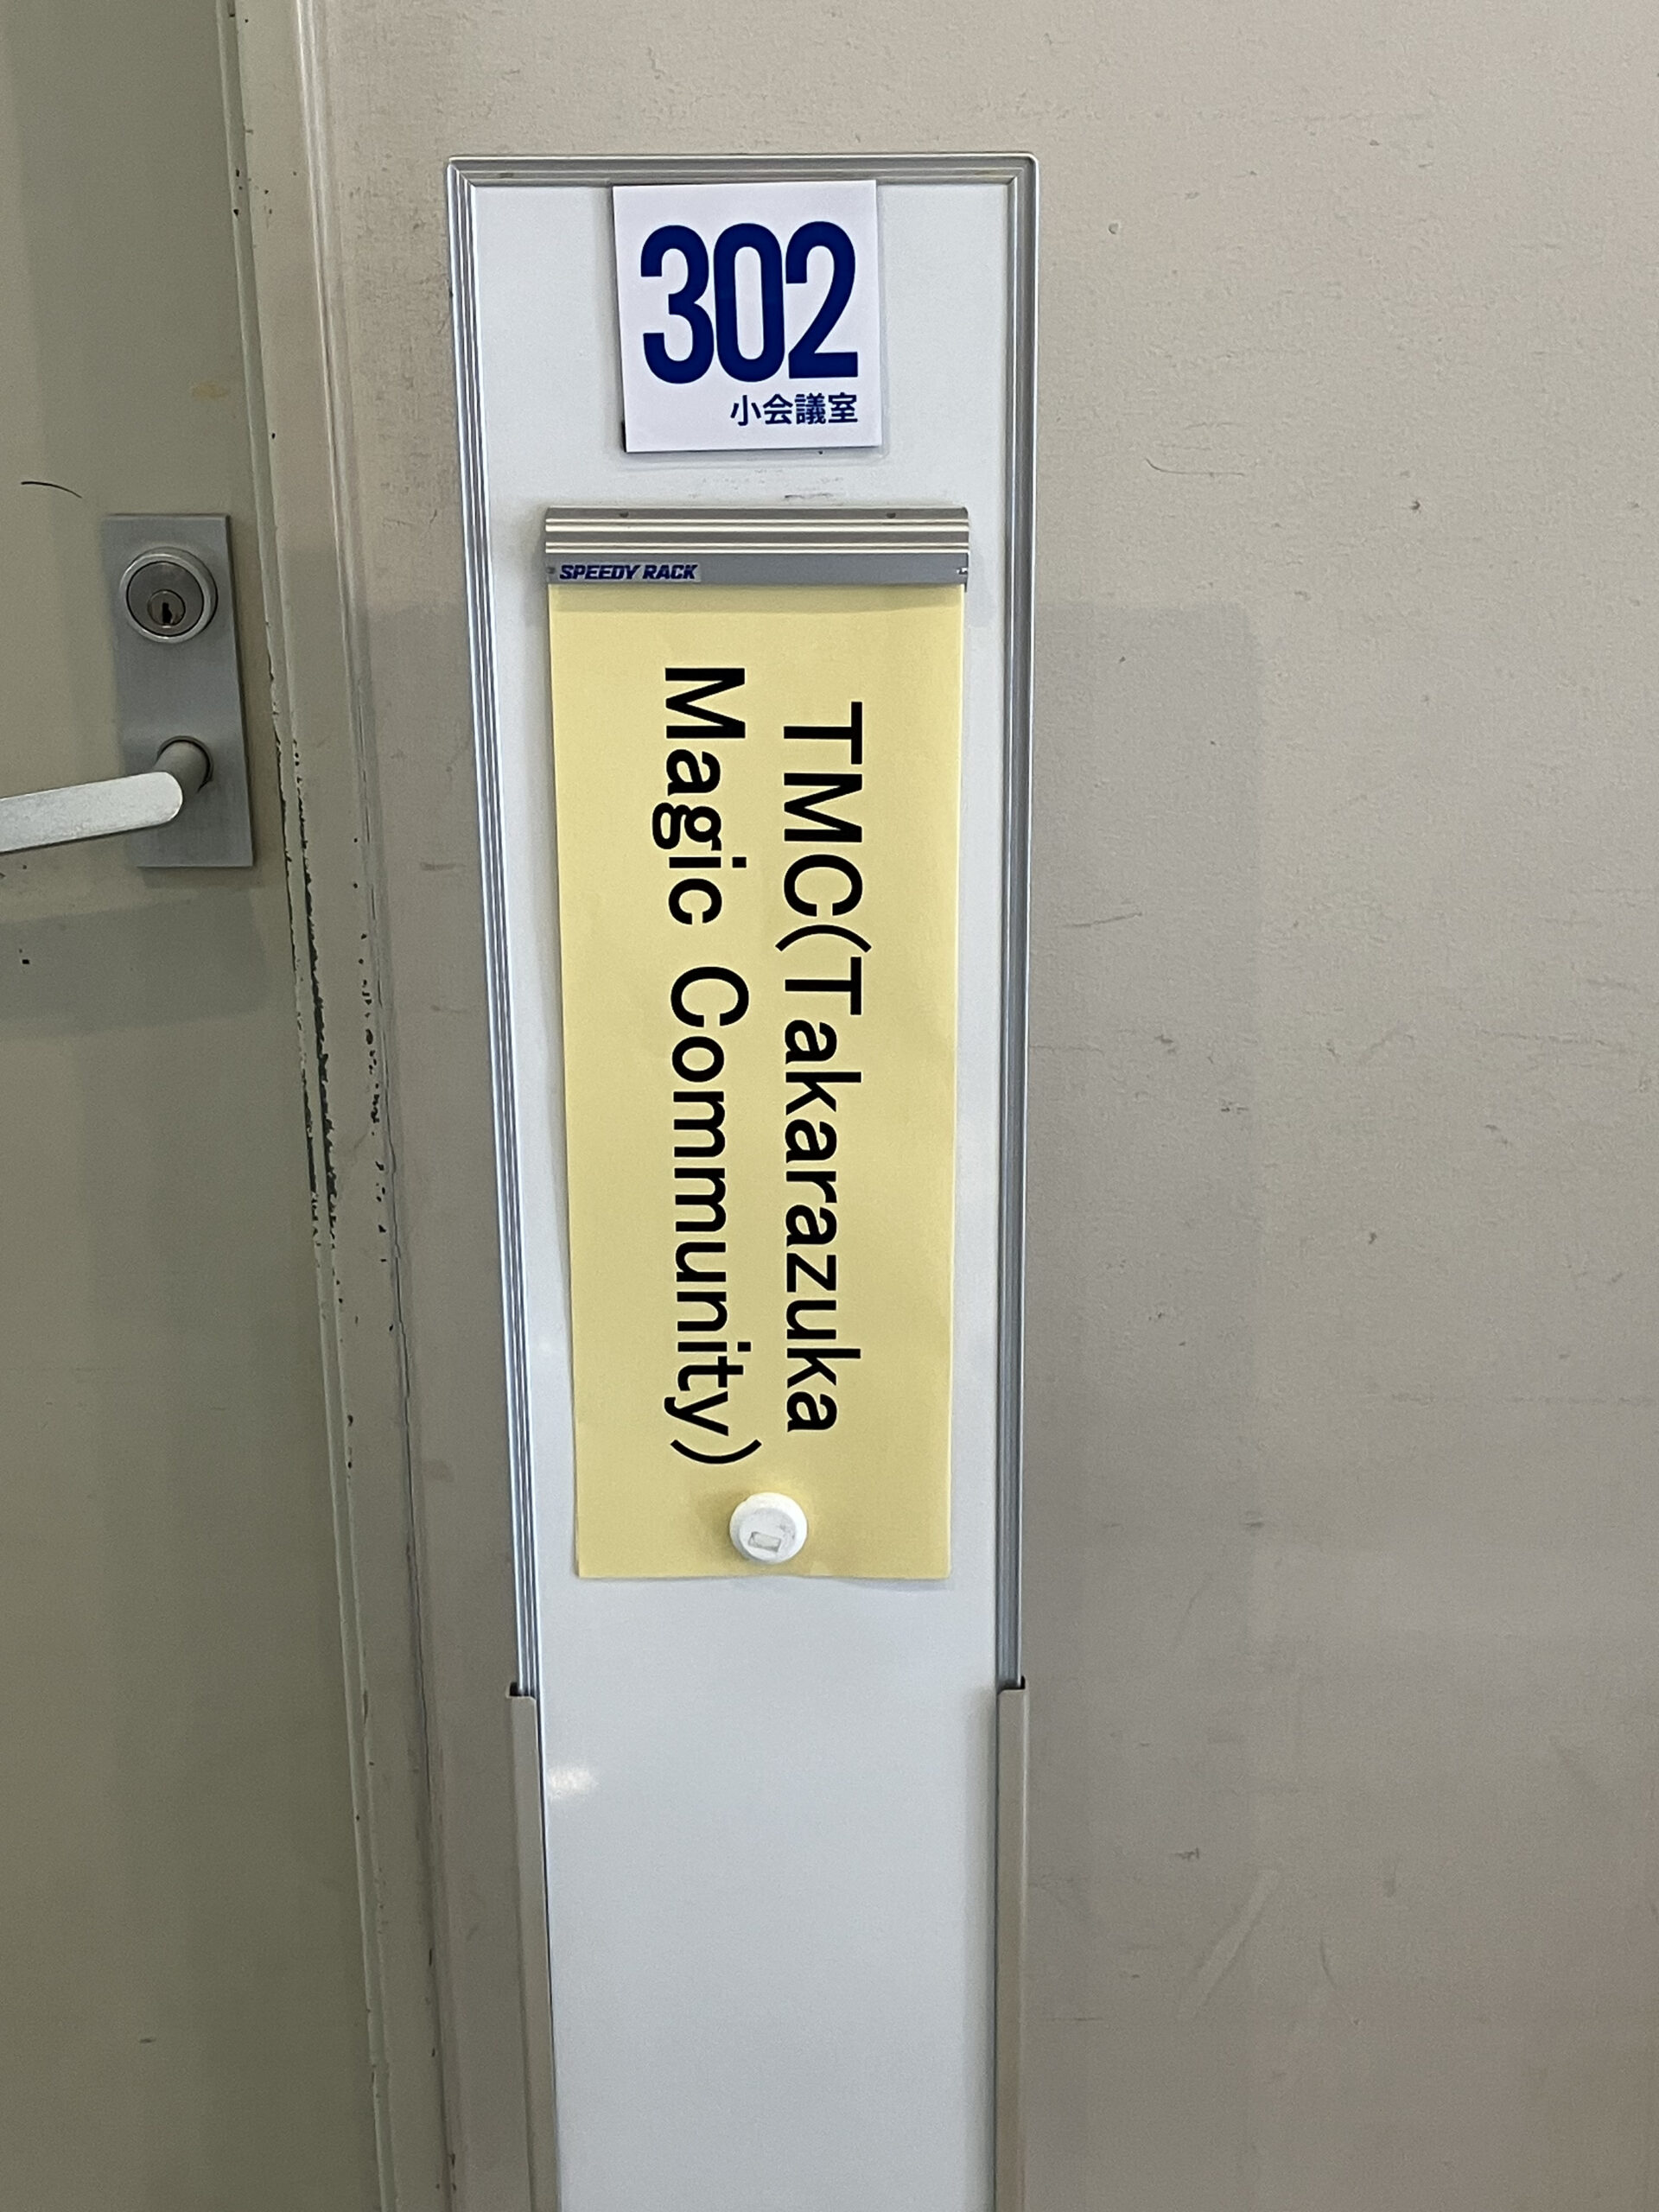 302
小会議室
SPEEDY RACK
TMC(Takarazuka
Magic Community)